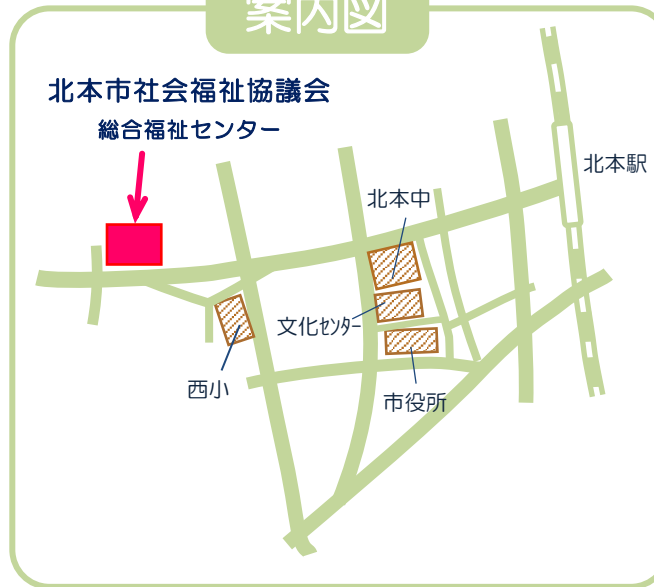 案内図
北本市社会福祉協議会
総合福祉センター
北本駅
北本中
文化センター
西小
市役所